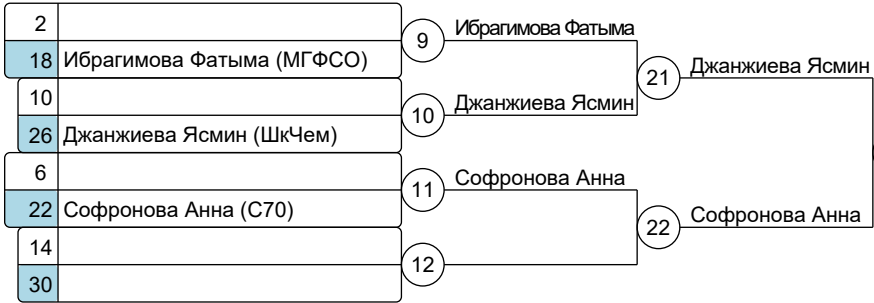 2
18 Ибрагимова Фатыма (МГФСО)
9 Ибрагимова Фатыма
10
26 Джанжиева Ясмин (ШкЧем)
10 Джанжиева Ясмин
21 Джанжиева Ясмин
6
22 Софронова Анна (С70)
11 Софронова Анна
14
30
12
22 Софронова Анна